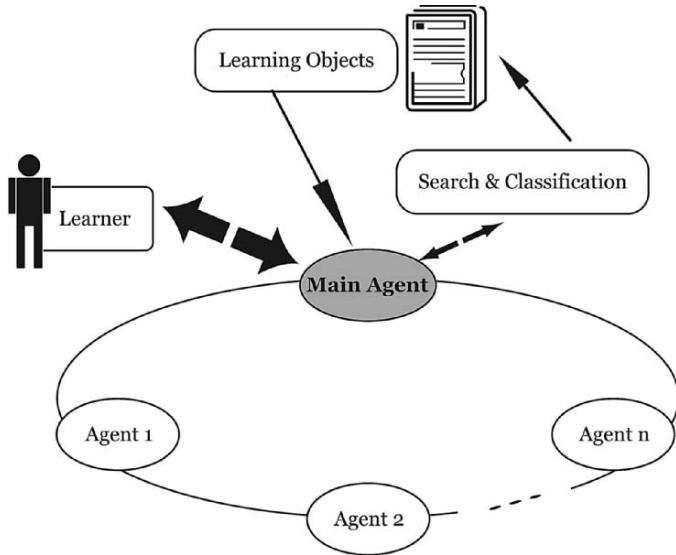 Learning Objects
Search & Classification
Learner
Main Agent
Agent 1
Agent n
Agent 2